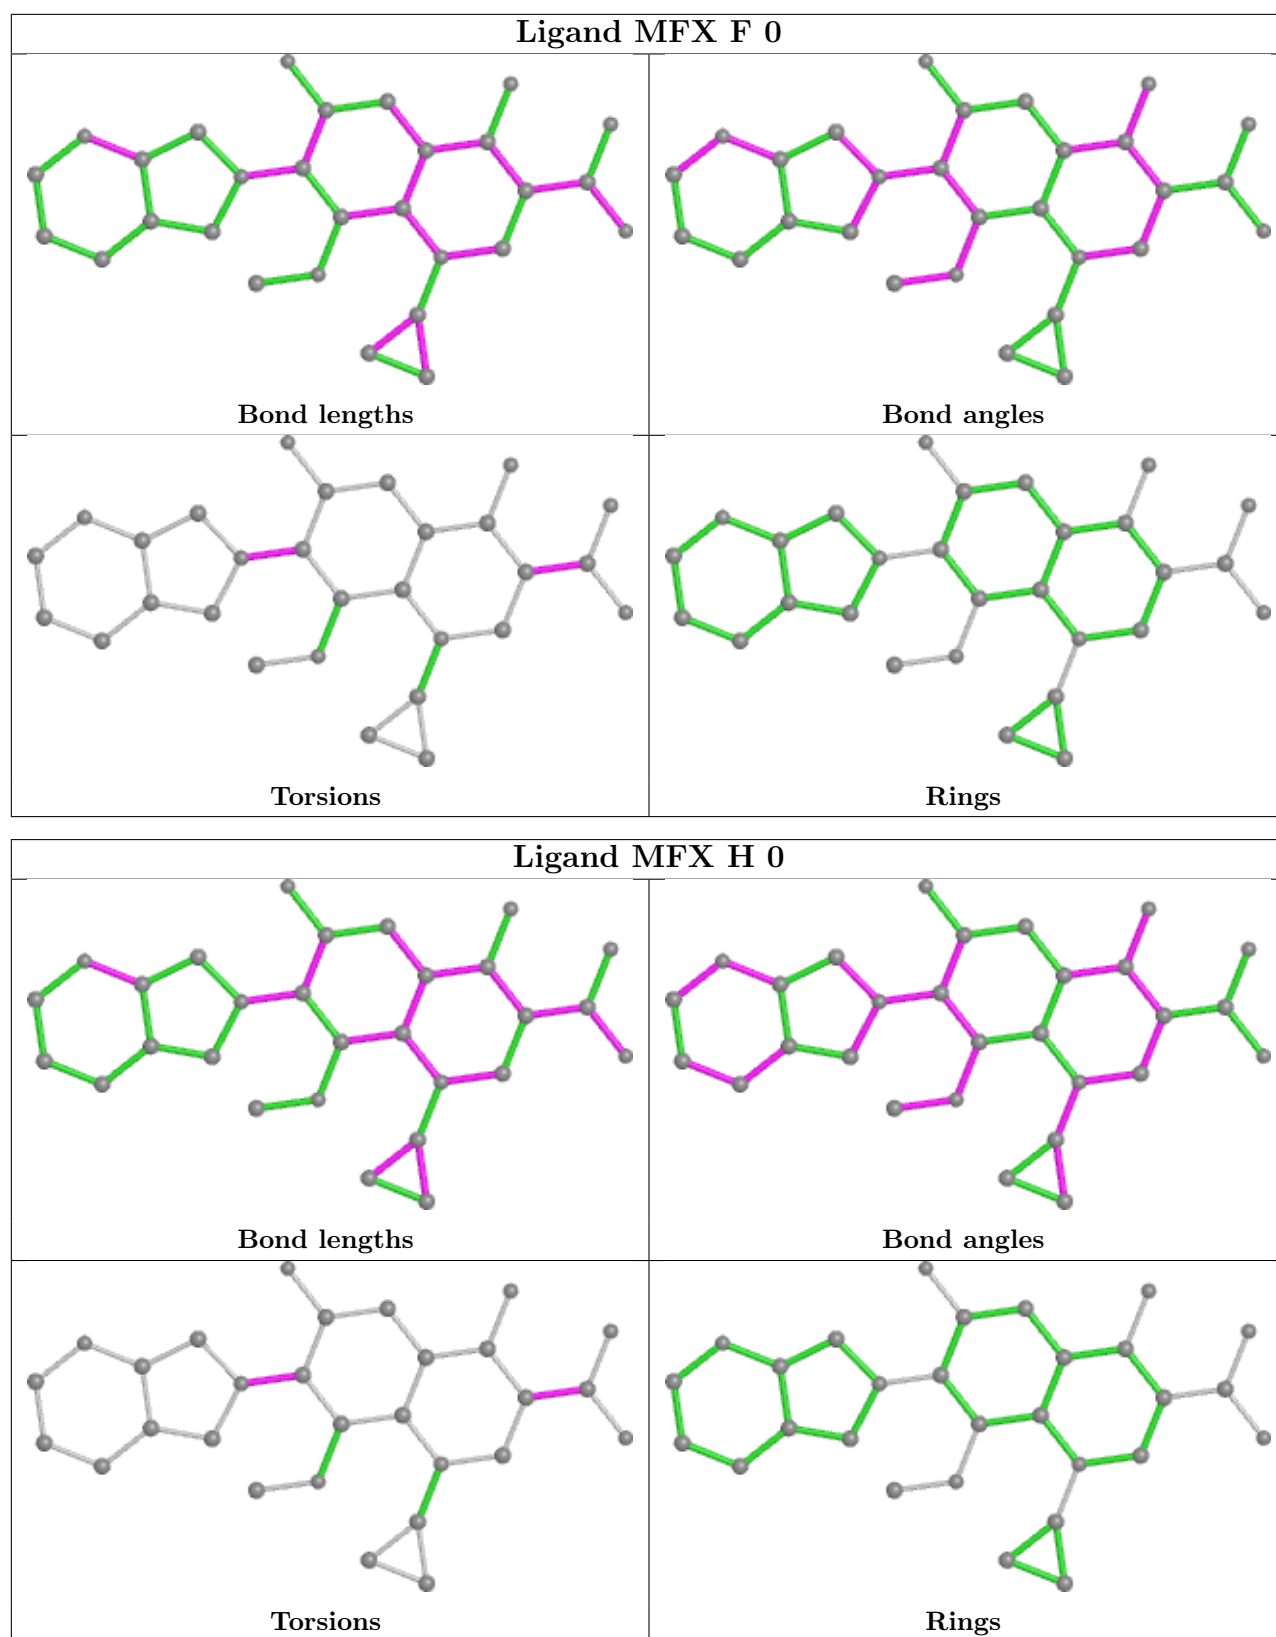 Ligand MFX F 0
Bond lengths
Bond angles
Torsions
Rings
Ligand MFX H 0
Bond lengths
Bond angles
Torsions
Rings